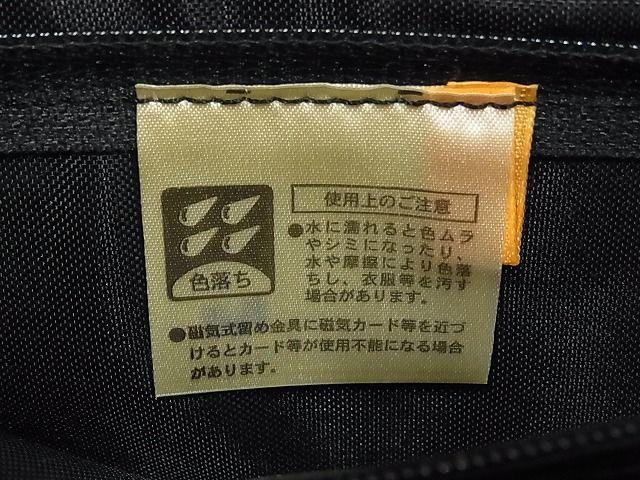 使用上のご注意
●水に濡れると色ムラ
やシミになったり、
水や摩擦により色落
ちし、衣服等を汚す
場合があります。
色落ち
●磁気式留め金具に磁気カード等を近づ
けるとカード等が使用不能になる場合
があります。